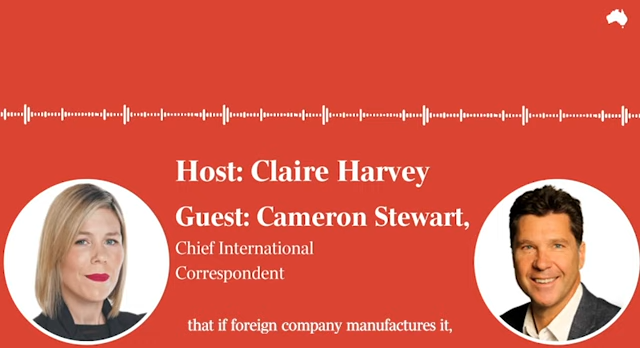 Host: Claire Harvey
Guest: Cameron Stewart,
Chief International
Correspondent
that if foreign company manufactures it,